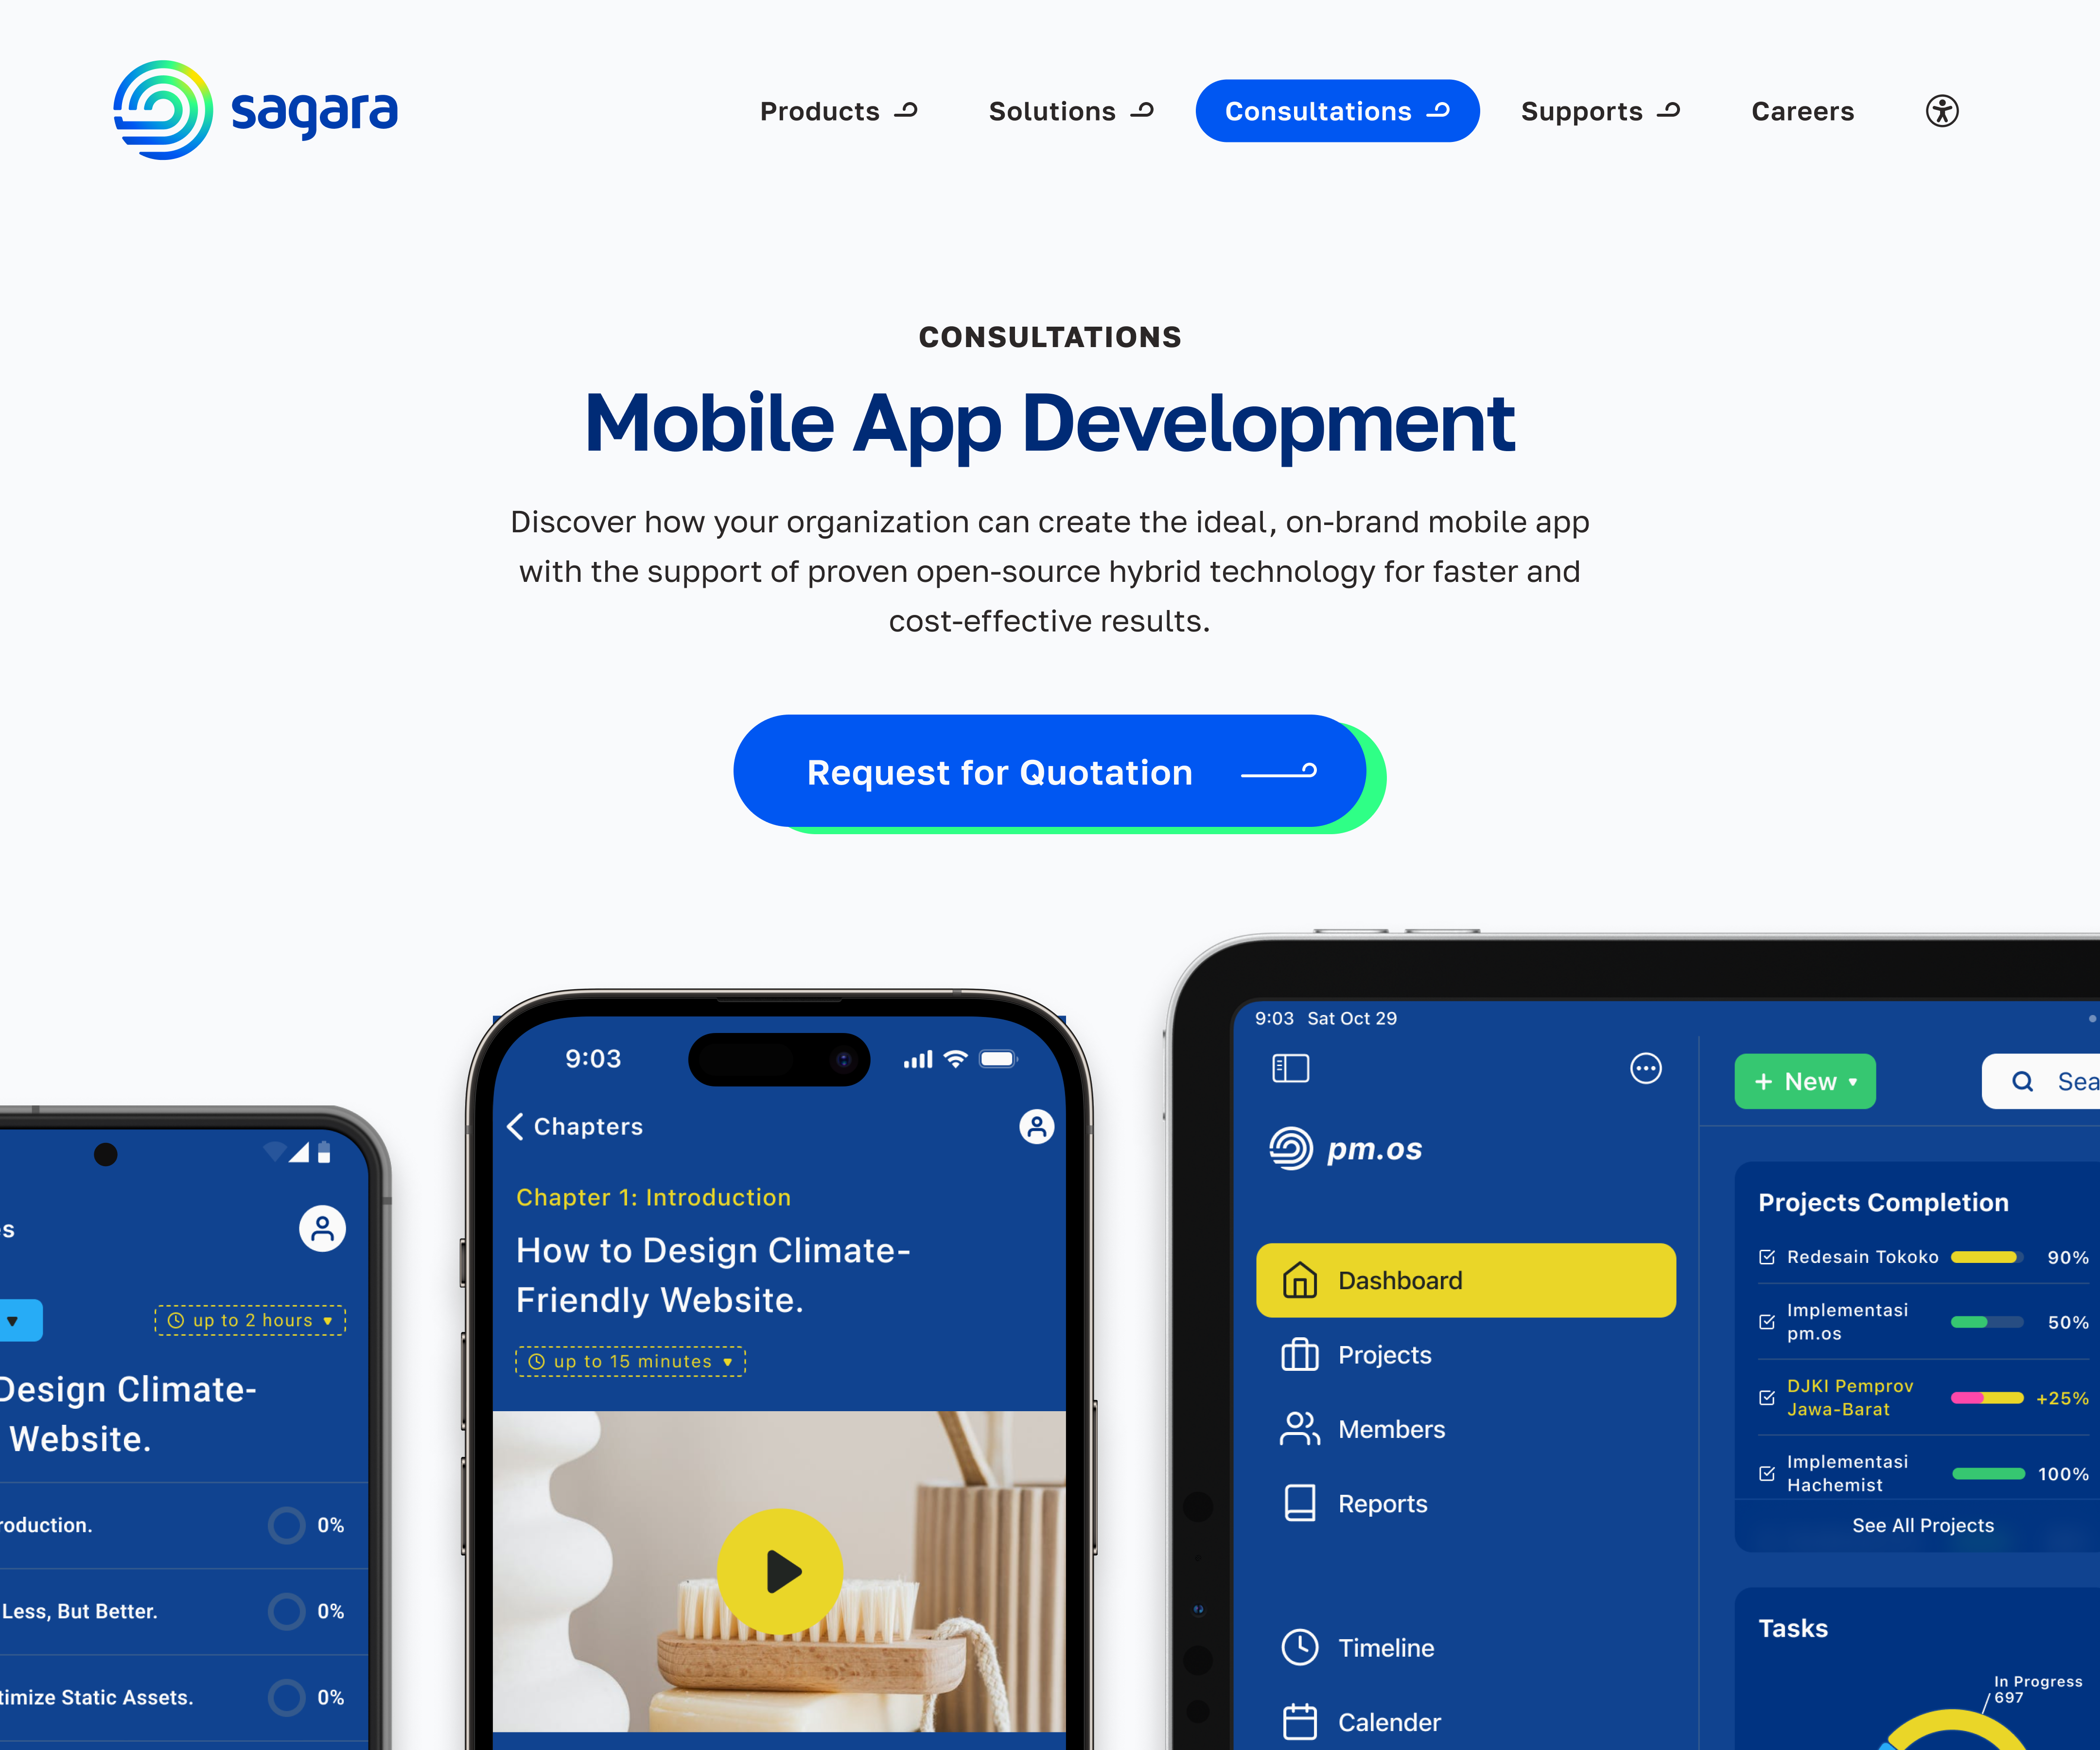 sagara
Products
Solutions
Consultations
Supports
Careers
CONSULTATIONS
Mobile App Development
Discover how your organization can create the ideal, on-brand mobile app
with the support of proven open-source hybrid technology for faster and
cost-effective results.
Request for Quotation
es
up to 2 hours
Design Climate-
Website.
roduction.
0%
Less, But Better.
0%
timize Static Assets.
0%
9:03
Chapters
Chapter 1: Introduction
How to Design Climate-
Friendly Website.
up to 15 minutes
9:03 Sat Oct 29
pm.os
Dashboard
Projects
Members
Reports
Timeline
Calender
+ New
Sea
Projects Completion
Redesain Tokoko
90%
Implementasi
pm.os
50%
DJKI Pemprov
Jawa-Barat
+25%
Implementasi
Hachemist
100%
See All Projects
Tasks
In Progress
697